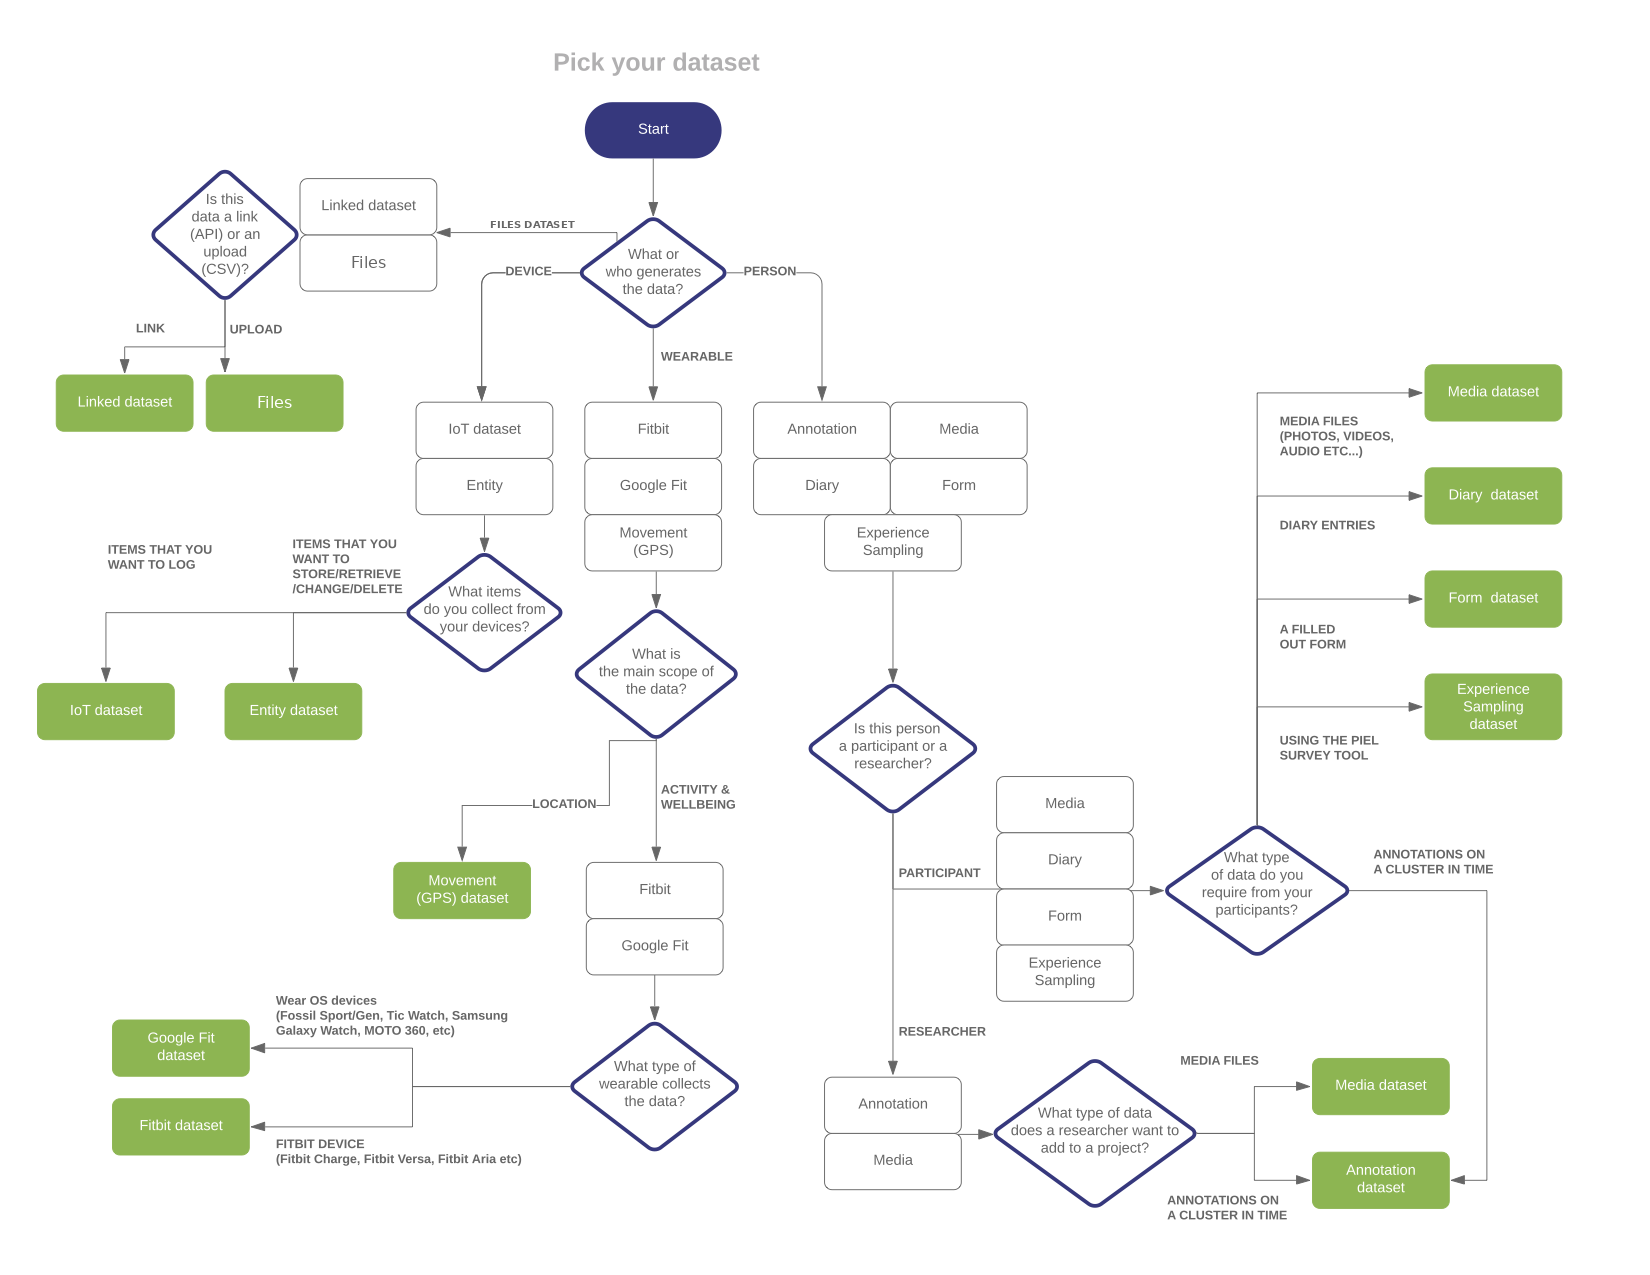 Pick your dataset
Start
Is this
data a link
(API) or an
upload
(CSV)?
Linked dataset
Files
FILES DATASET
What or
who generates
the data?
DEVICE
PERSON
WEARABLE
LINK
UPLOAD
Linked dataset
Files
IoT dataset
Entity
Fitbit
Google Fit
Movement
(GPS)
Annotation
Media
Diary
Form
Experience
Sampling
ITEMS THAT YOU
WANT TO LOG
ITEMS THAT YOU
WANT TO
STORE/RETRIEVE
/CHANGE/DELETE
What items
do you collect from
your devices?
IoT dataset
Entity dataset
What is
the main scope of
the data?
LOCATION
ACTIVITY &
WELLBEING
Movement
(GPS) dataset
Fitbit
Google Fit
What type of
wearable collects
the data?
Wear OS devices
(Fossil Sport/Gen, Tic Watch, Samsung
Galaxy Watch, MOTO 360, etc)
Google Fit
dataset
Fitbit dataset
FITBIT DEVICE
(Fitbit Charge, Fitbit Versa, Fitbit Aria etc)
Is this person
a participant or a
researcher?
PARTICIPANT
Media
Diary
Form
Experience
Sampling
RESEARCHER
Annotation
Media
What type of data
does a researcher want to
add to a project?
MEDIA FILES
Media dataset
ANNOTATIONS ON
A CLUSTER IN TIME
Annotation
dataset
What type
of data do you
require from your
participants?
ANNOTATIONS ON
A CLUSTER IN TIME
Media dataset
MEDIA FILES
(PHOTOS, VIDEOS,
AUDIO ETC...)
Diary dataset
DIARY ENTRIES
Form dataset
A FILLED
OUT FORM
Experience
Sampling
dataset
USING THE PIEL
SURVEY TOOL